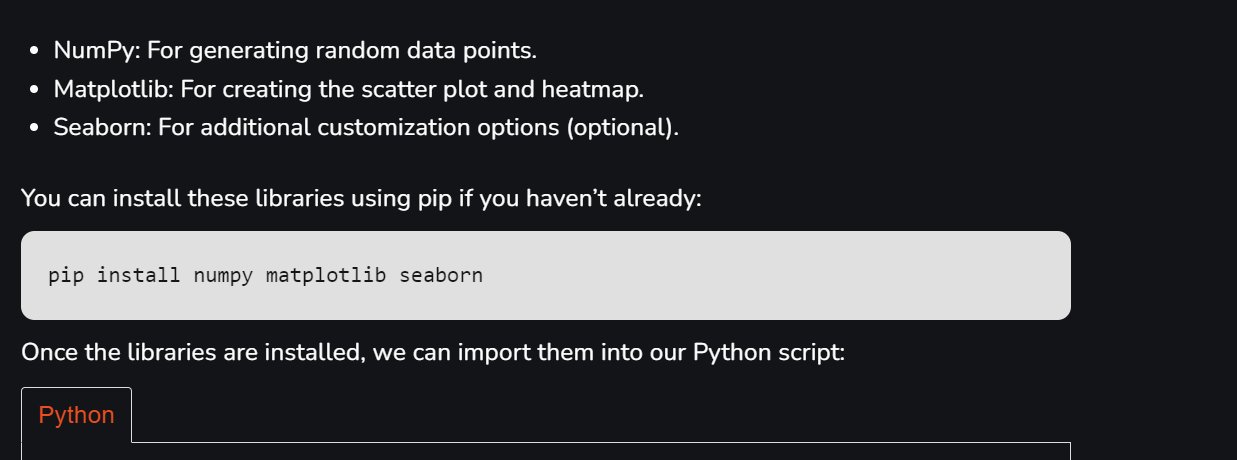 NumPy: For generating random data points.
Matplotlib: For creating the scatter plot and heatmap.
Seaborn: For additional customization options (optional).
You can install these libraries using pip if you haven’t already:
pip install numpy matplotlib seaborn
Once the libraries are installed, we can import them into our Python script:
Python